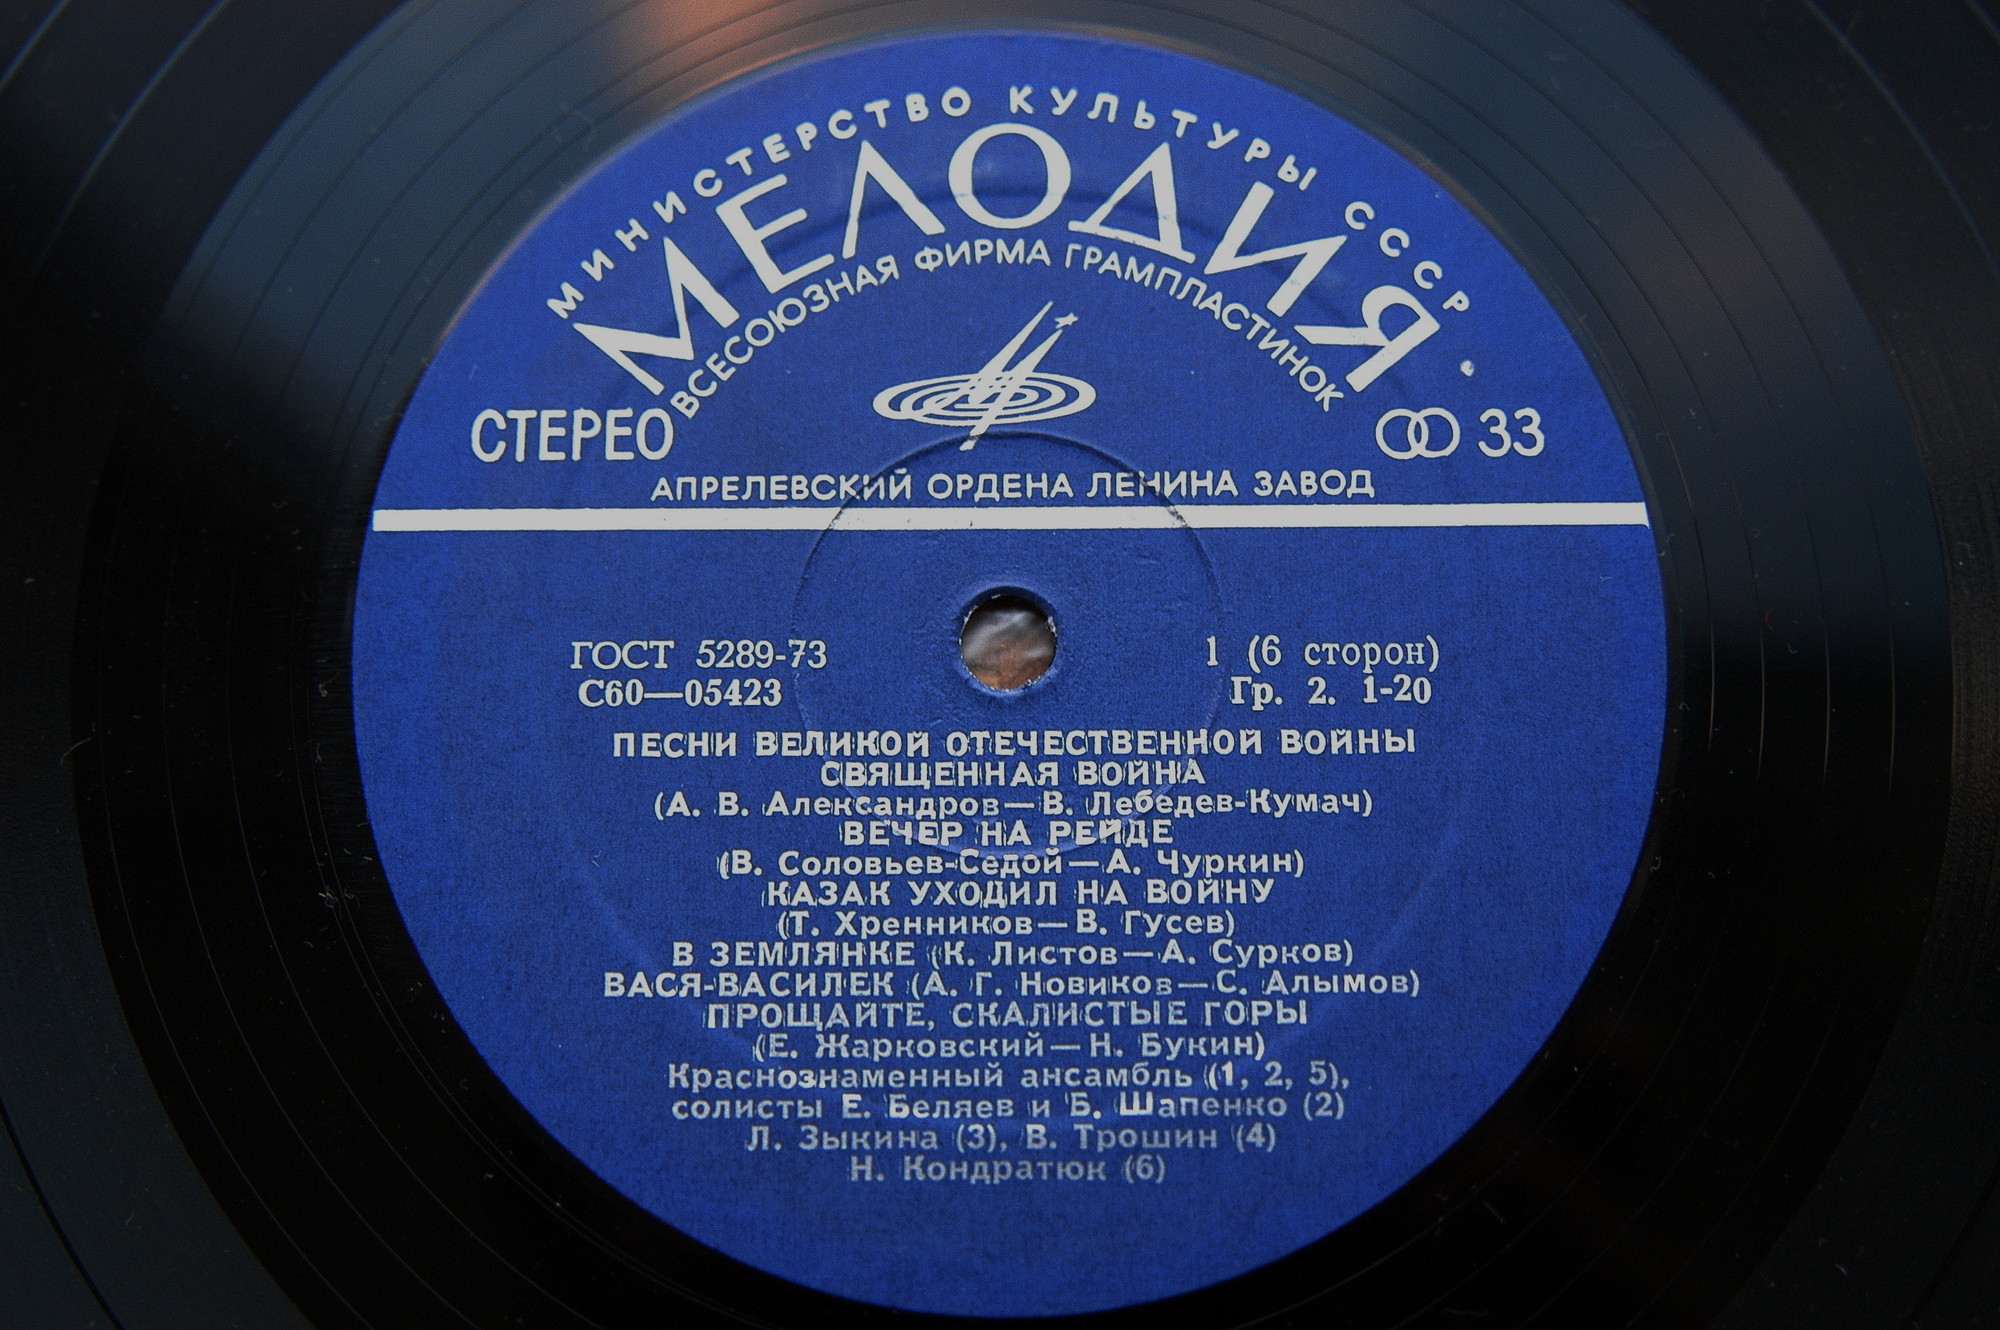 МИНИСТЕРСТВО КУЛЬТУРЫ СССР
МЕЛОДИЯ
ВСЕСОЮЗНАЯ ФИРМА ГРАМПЛАСТИНОК
СТЕРЕО
33
АПРЕЛЕВСКИЙ ОРДЕНА ЛЕНИНА ЗАВОД
ГОСТ 5289-73
1 (6 сторон)
С60—05423
Гр. 2. 1-20
ПЕСНИ ВЕЛИКОЙ ОТЕЧЕСТВЕННОЙ ВОЙНЫ
СВЯЩЕННАЯ ВОЙНА
(А. В. Александров—В. Лебедев-Кумач)
ВЕЧЕР НА РЕЙДЕ
(В. Соловьев-Седой—А. Чуркин)
КАЗАК УХОДИЛ НА ВОЙНУ
(Т. Хренников—В. Гусев)
В ЗЕМЛЯНКЕ (К. Листов—А. Сурков)
ВАСЯ-ВАСИЛЕК (А. Г. Новиков—С. Алымов)
ПРОЩАЙТЕ, СКАЛИСТЫЕ ГОРЫ
(Е. Жарковский—Н. Букин)
Краснознаменный ансамбль (1, 2, 5),
солисты Е. Беляев и Б. Шапенко (2)
Л. Зыкина (3), В. Трошин (4)
Н. Кондратюк (6)